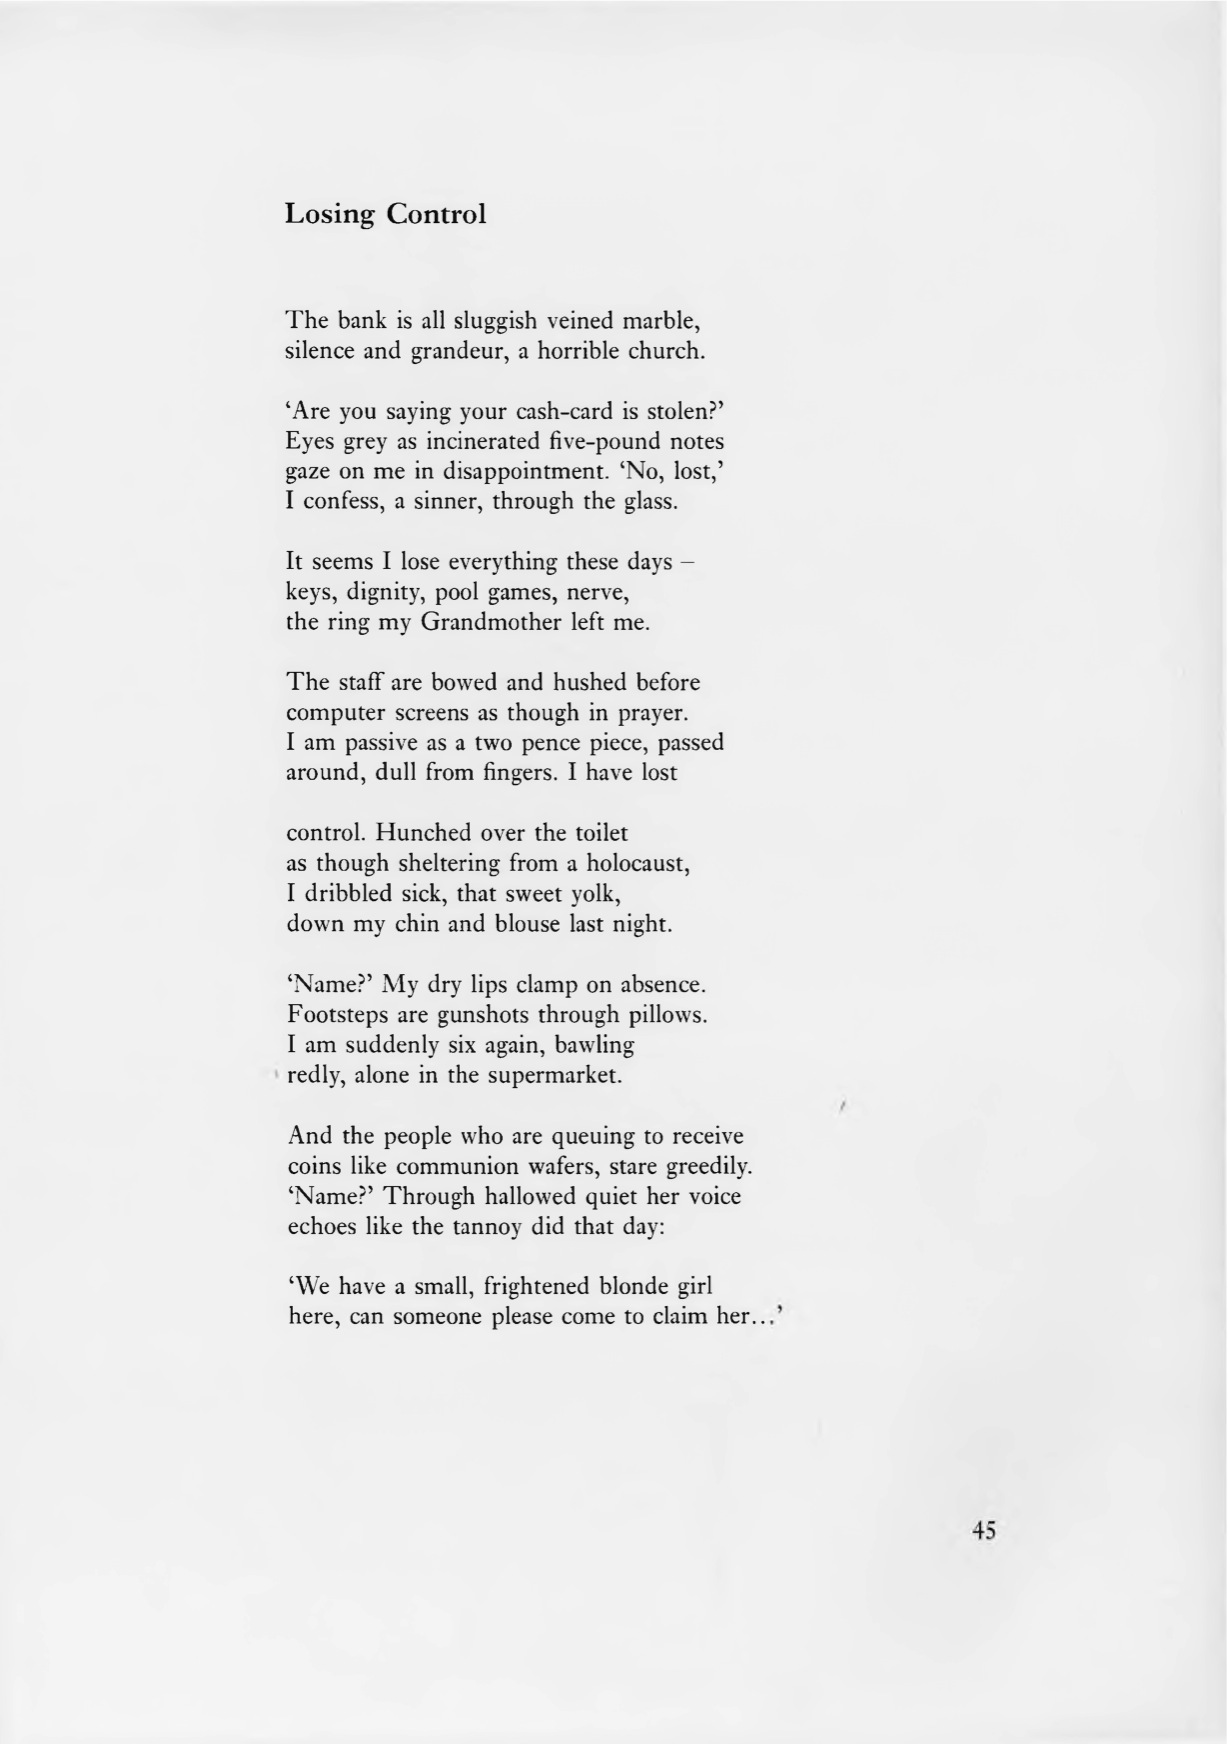 Losing Control
The bank is all sluggish veined marble,
silence and grandeur, a horrible church.
‘Are you saying your cash-card is stolen?’
Eyes grey as incinerated five-pound notes
gaze on me in disappointment. ‘No, lost,’
I confess, a sinner, through the glass.
It seems I lose everything these days –
keys, dignity, pool games, nerve,
the ring my Grandmother left me.
The staff are bowed and hushed before
computer screens as though in prayer.
I am passive as a two pence piece, passed
around, dull from fingers. I have lost
control. Hunched over the toilet
as though sheltering from a holocaust,
I dribbled sick, that sweet yolk,
down my chin and blouse last night.
‘Name?’ My dry lips clamp on absence.
Footsteps are gunshots through pillows.
I am suddenly six again, bawling
redly, alone in the supermarket.
And the people who are queuing to receive
coins like communion wafers, stare greedily.
‘Name?’ Through hallowed quiet her voice
echoes like the tannoy did that day:
‘We have a small, frightened blonde girl
here, can someone please come to claim her...’
45